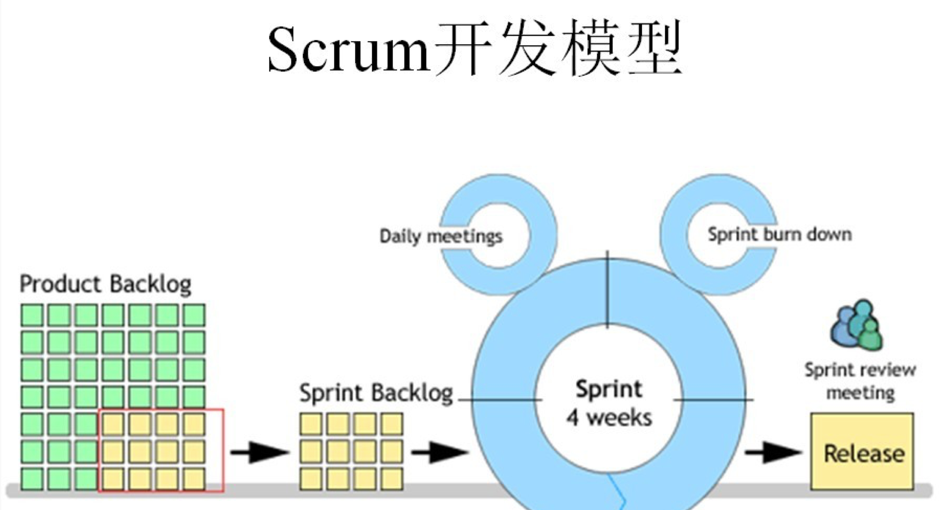 Scrum开发模型
Daily meetings
Sprint burn down
Product Backlog
Sprint Backlog
Sprint
4 weeks
Sprint review
meeting
Release